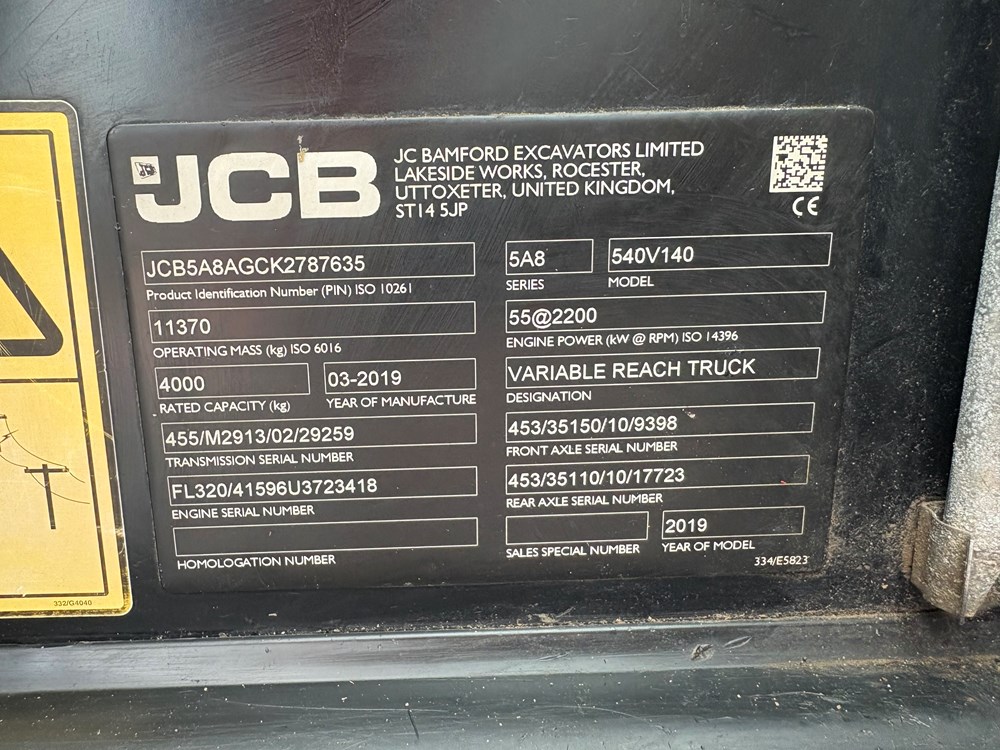 JCB
JC BAMFORD EXCAVATORS LIMITED
LAKESIDE WORKS, ROCESTER,
UTTOXETER, UNITED KINGDOM,
ST14 5JP
CE
JCB5A8AGCK2787635
Product Identification Number (PIN) ISO 10261
5A8
SERIES
540V140
MODEL
11370
OPERATING MASS (kg) ISO 6016
55@2200
ENGINE POWER (kW @ RPM) ISO 14396
4000
RATED CAPACITY (kg)
03-2019
YEAR OF MANUFACTURE
VARIABLE REACH TRUCK
DESIGNATION
455/M2913/02/29259
TRANSMISSION SERIAL NUMBER
453/35150/10/9398
FRONT AXLE SERIAL NUMBER
FL320/41596U3723418
ENGINE SERIAL NUMBER
453/35110/10/17723
REAR AXLE SERIAL NUMBER
HOMOLOGATION NUMBER
SALES SPECIAL NUMBER
2019
YEAR OF MODEL
334/E5823
332/G4040